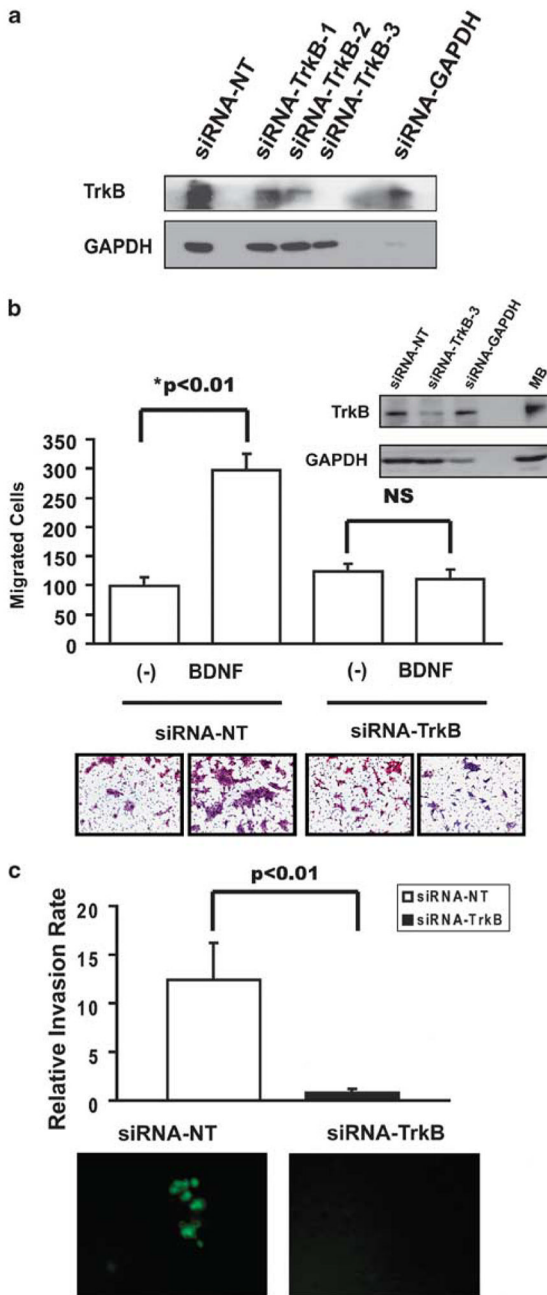 a
siRNA-NT
siRNA-TrkB-1
siRNA-TrkB-2
siRNA-TrkB-3
siRNA-GAPDH
TrkB
GAPDH
b
siRNA-NT
siRNA-TrkB-3
siRNA-GAPDH
MB
TrkB
GAPDH
*p<0.01
NS
Migrated Cells
350
300
250
200
150
100
50
0
(-) BDNF (-) BDNF
siRNA-NT siRNA-TrkB
c
p<0.01
siRNA-NT
siRNA-TrkB
Relative Invasion Rate
20
15
10
5
0
siRNA-NT siRNA-TrkB